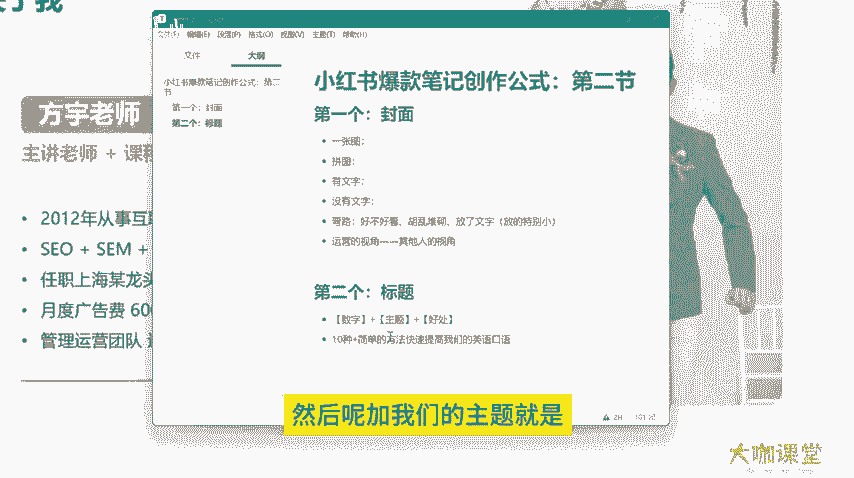 关于我
方宇老师
主讲老师 + 课程
2012年从事互联
SEO + SEM +
任职上海某龙头
月度广告费 600
管理运营团队
文件(F) 编辑(E) 段落(P) 格式(O) 视图(V) 主题(T) 帮助(H)
文件 大纲
小红书爆款笔记创作公式：第二节
第一个：封面
第二个：标题
小红书爆款笔记创作公式：第二节
第一个：封面
一张图；
拼图；
有文字；
没有文字；
弯路：好不好看、胡乱堆砌、放了文字（放的特别小）
运营的视角——其他人的视角
第二个：标题
【数字】+【主题】+【好处】
10种+简单的方法快速提高我们的英语口语
然后呢加我们的主题就是
大咖课堂